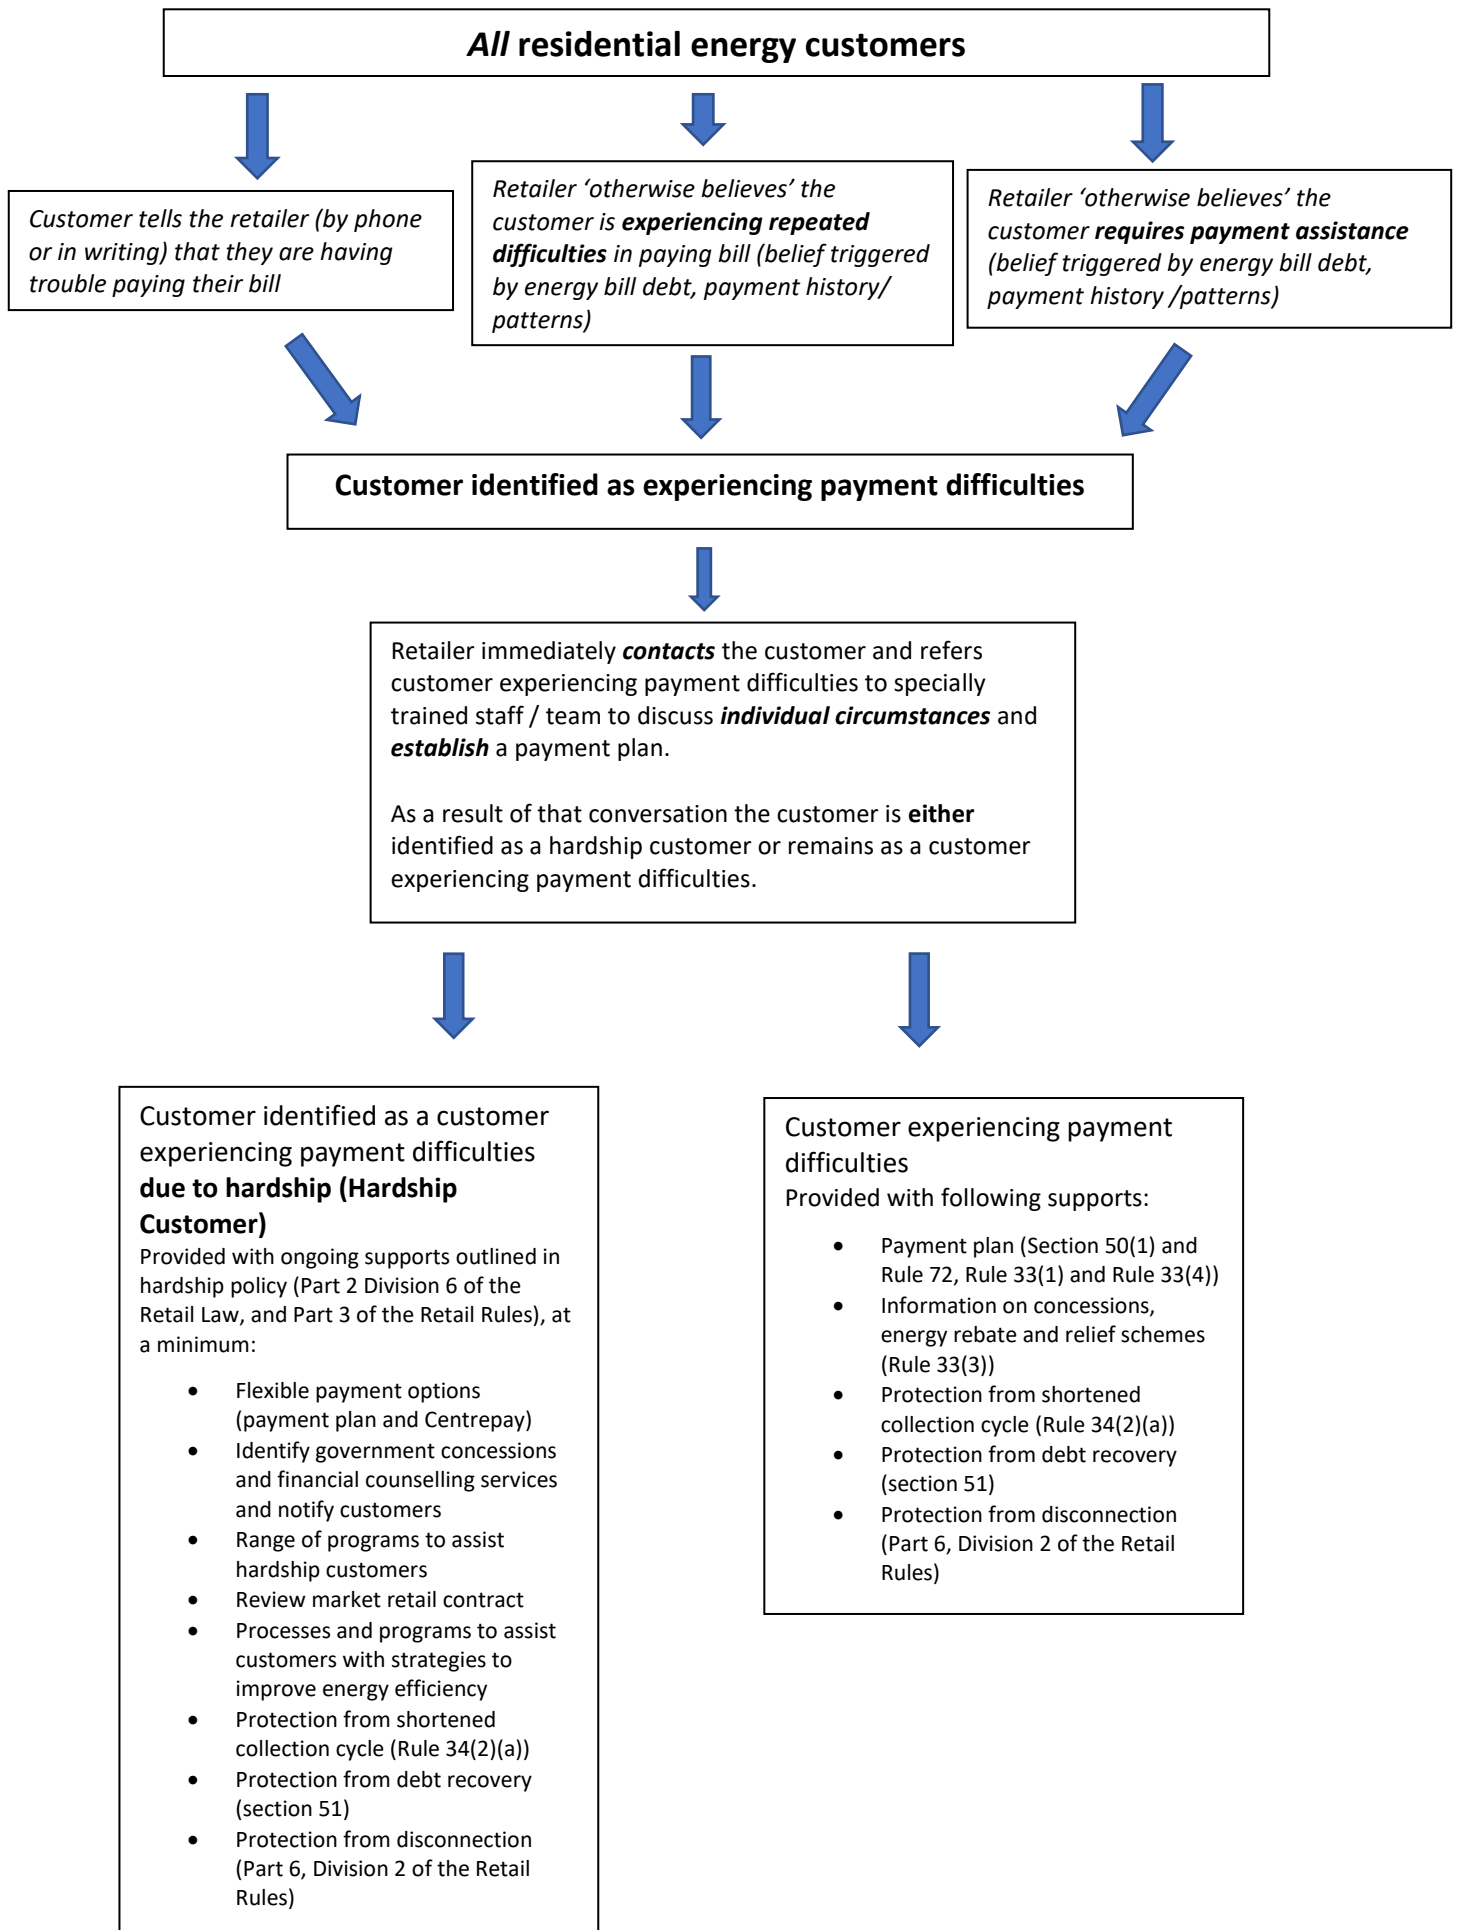 All residential energy customers
Customer tells the retailer (by phone
or in writing) that they are having
trouble paying their bill
Retailer ‘otherwise believes’ the
customer is experiencing repeated
difficulties in paying bill (belief triggered
by energy bill debt, payment history/
patterns)
Retailer ‘otherwise believes’ the
customer requires payment assistance
(belief triggered by energy bill debt,
payment history /patterns)
Customer identified as experiencing payment difficulties
Retailer immediately contacts the customer and refers
customer experiencing payment difficulties to specially
trained staff / team to discuss individual circumstances and
establish a payment plan.
As a result of that conversation the customer is either
identified as a hardship customer or remains as a customer
experiencing payment difficulties.
Customer identified as a customer
experiencing payment difficulties
due to hardship (Hardship
Customer)
Provided with ongoing supports outlined in
hardship policy (Part 2 Division 6 of the
Retail Law, and Part 3 of the Retail Rules), at
a minimum:
• Flexible payment options
(payment plan and Centrepay)
• Identify government concessions
and financial counselling services
and notify customers
• Range of programs to assist
hardship customers
• Review market retail contract
• Processes and programs to assist
customers with strategies to
improve energy efficiency
• Protection from shortened
collection cycle (Rule 34(2)(a))
• Protection from debt recovery
(section 51)
• Protection from disconnection
(Part 6, Division 2 of the Retail
Rules)
Customer experiencing payment
difficulties
Provided with following supports:
• Payment plan (Section 50(1) and
Rule 72, Rule 33(1) and Rule 33(4))
• Information on concessions,
energy rebate and relief schemes
(Rule 33(3))
• Protection from shortened
collection cycle (Rule 34(2)(a))
• Protection from debt recovery
(section 51)
• Protection from disconnection
(Part 6, Division 2 of the Retail
Rules)